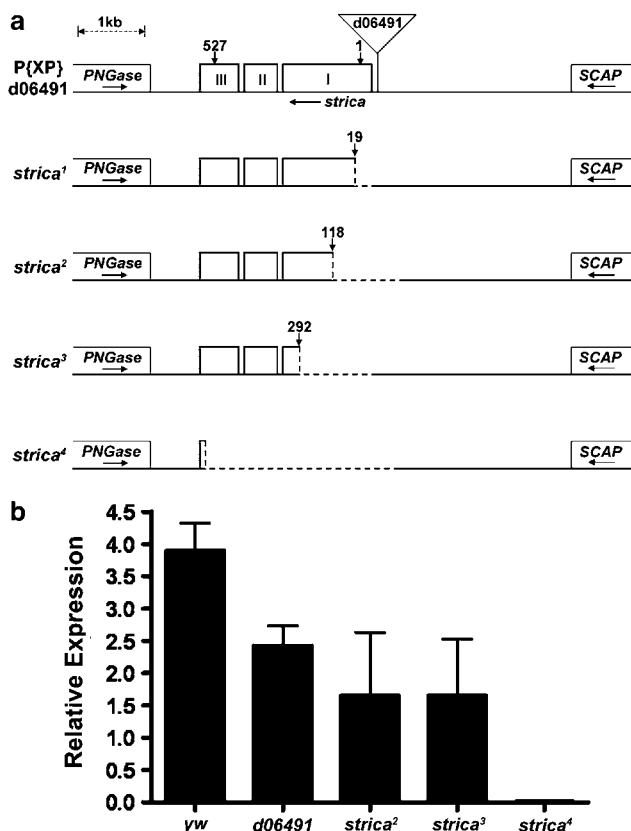 a
1kb
d06491
527
1
P{XP}
d06491
PNGase
III
II
I
SCAP
strica
19
strica¹
PNGase
SCAP
118
strica²
PNGase
SCAP
292
strica³
PNGase
SCAP
strica⁴
PNGase
SCAP
b
Relative Expression
4.5
4.0
3.5
3.0
2.5
2.0
1.5
1.0
0.5
0.0
yw
d06491
strica²
strica³
strica⁴